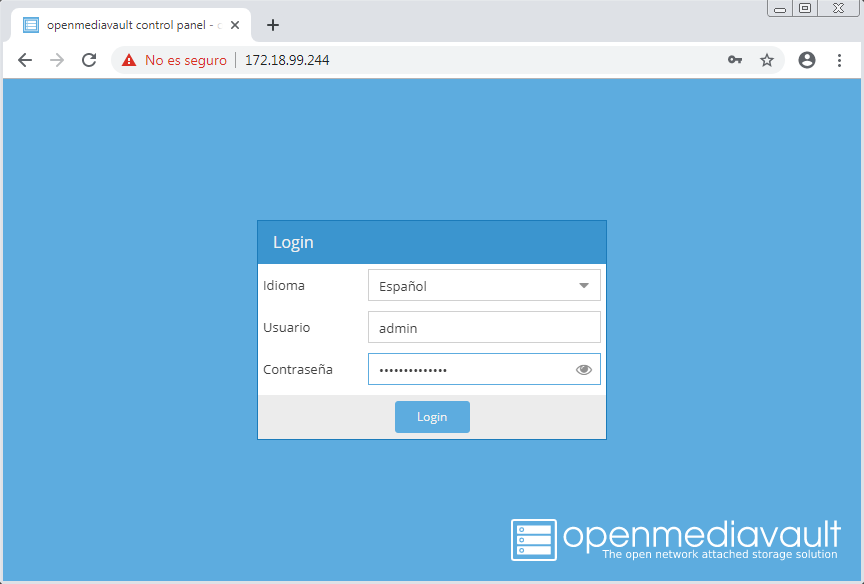 openmediavault control panel - o
No es seguro 172.18.99.244
Login
Idioma Español
Usuario admin
Contraseña ••••••••••••••
Login
openmediavault
The open network attached storage solution